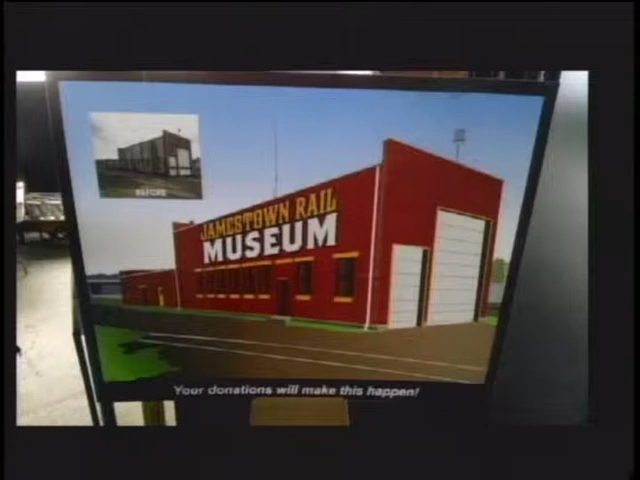 BEFORE
JAMESTOWN RAIL
MUSEUM
Your donations will make this happen!